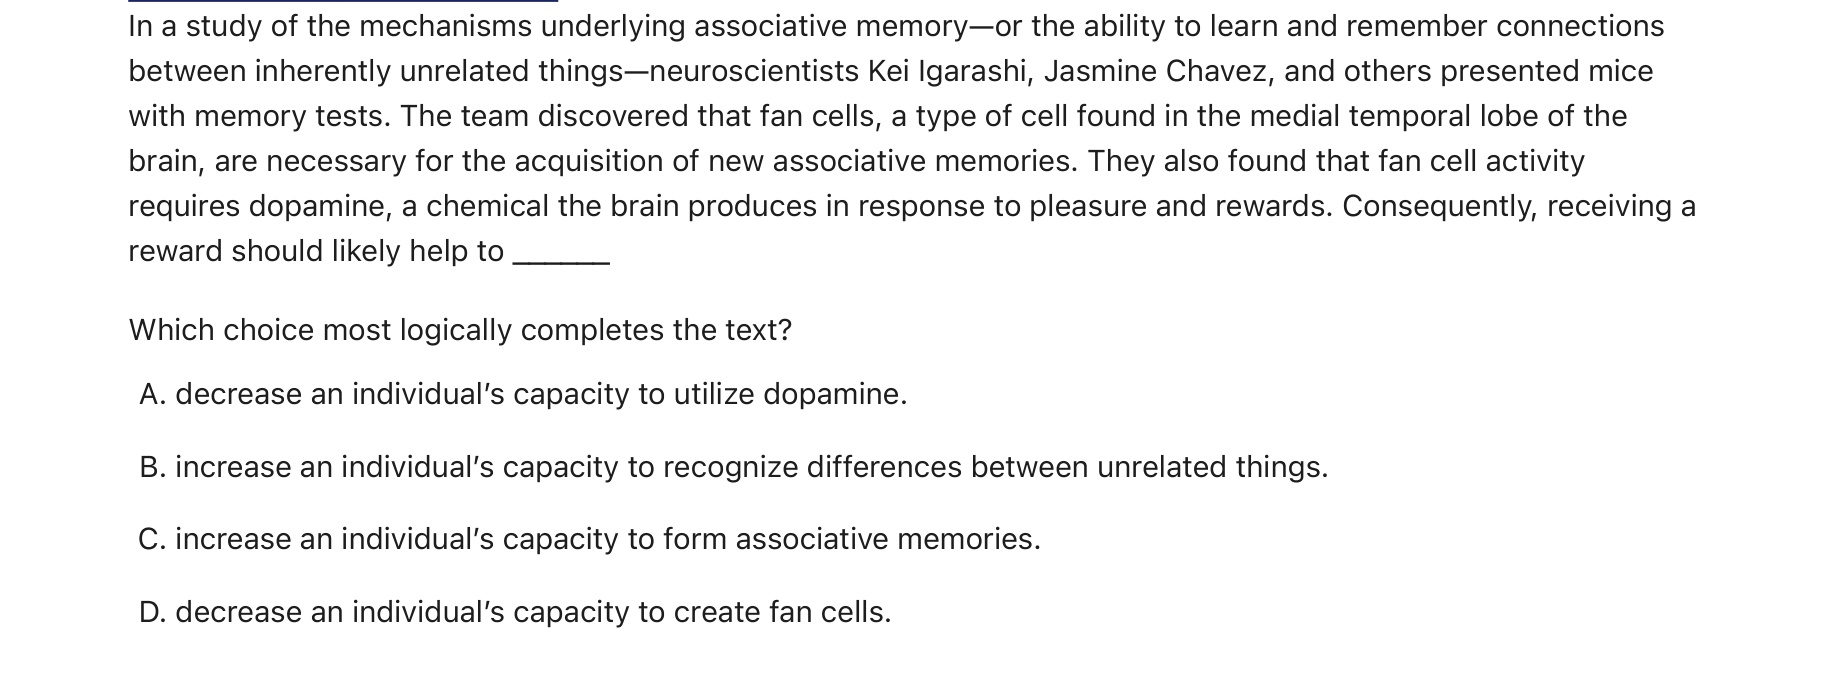 In a study of the mechanisms underlying associative memory—or the ability to learn and remember connections
between inherently unrelated things—neuroscientists Kei Igarashi, Jasmine Chavez, and others presented mice
with memory tests. The team discovered that fan cells, a type of cell found in the medial temporal lobe of the
brain, are necessary for the acquisition of new associative memories. They also found that fan cell activity
requires dopamine, a chemical the brain produces in response to pleasure and rewards. Consequently, receiving a
reward should likely help to ______
Which choice most logically completes the text?
A. decrease an individual’s capacity to utilize dopamine.
B. increase an individual’s capacity to recognize differences between unrelated things.
C. increase an individual’s capacity to form associative memories.
D. decrease an individual’s capacity to create fan cells.